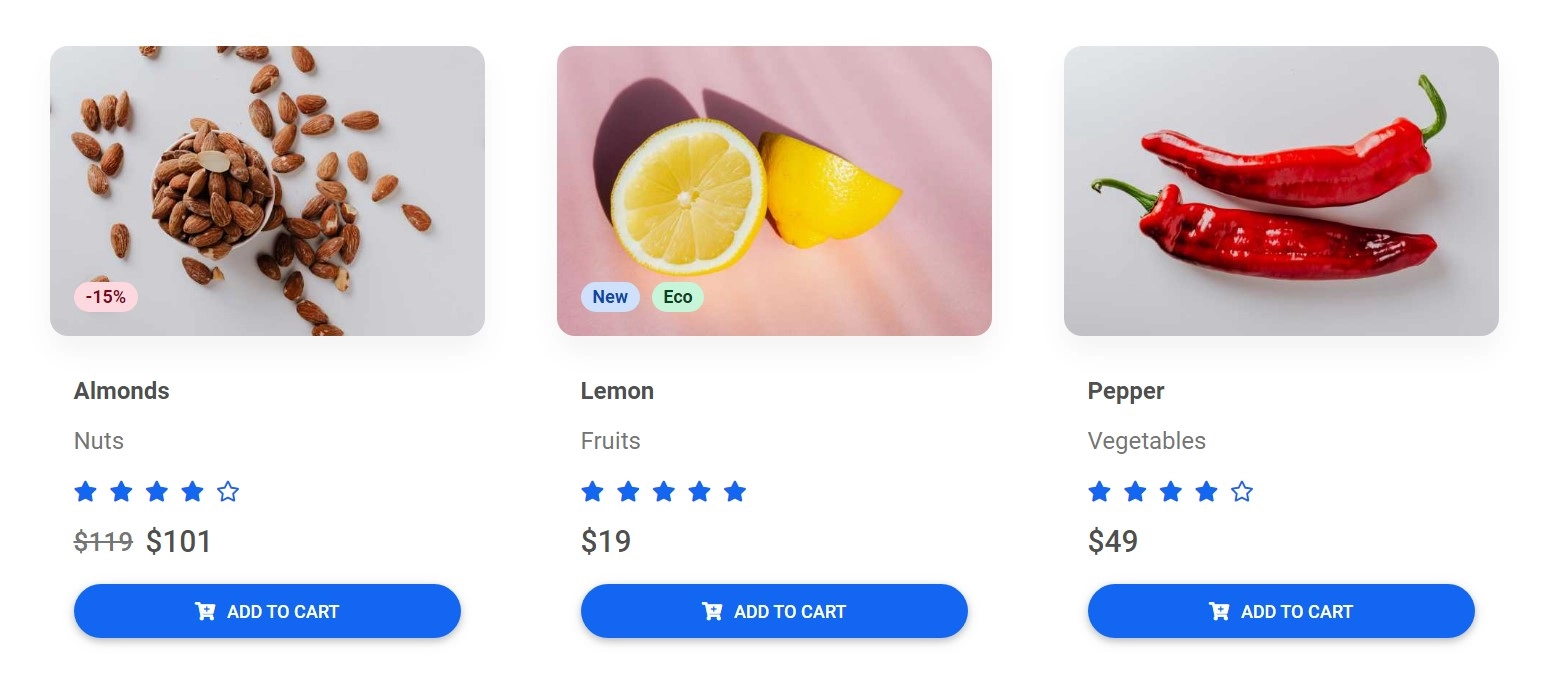 -15%
Almonds
Nuts
$119 $101
ADD TO CART
New Eco
Lemon
Fruits
$19
ADD TO CART
Pepper
Vegetables
$49
ADD TO CART